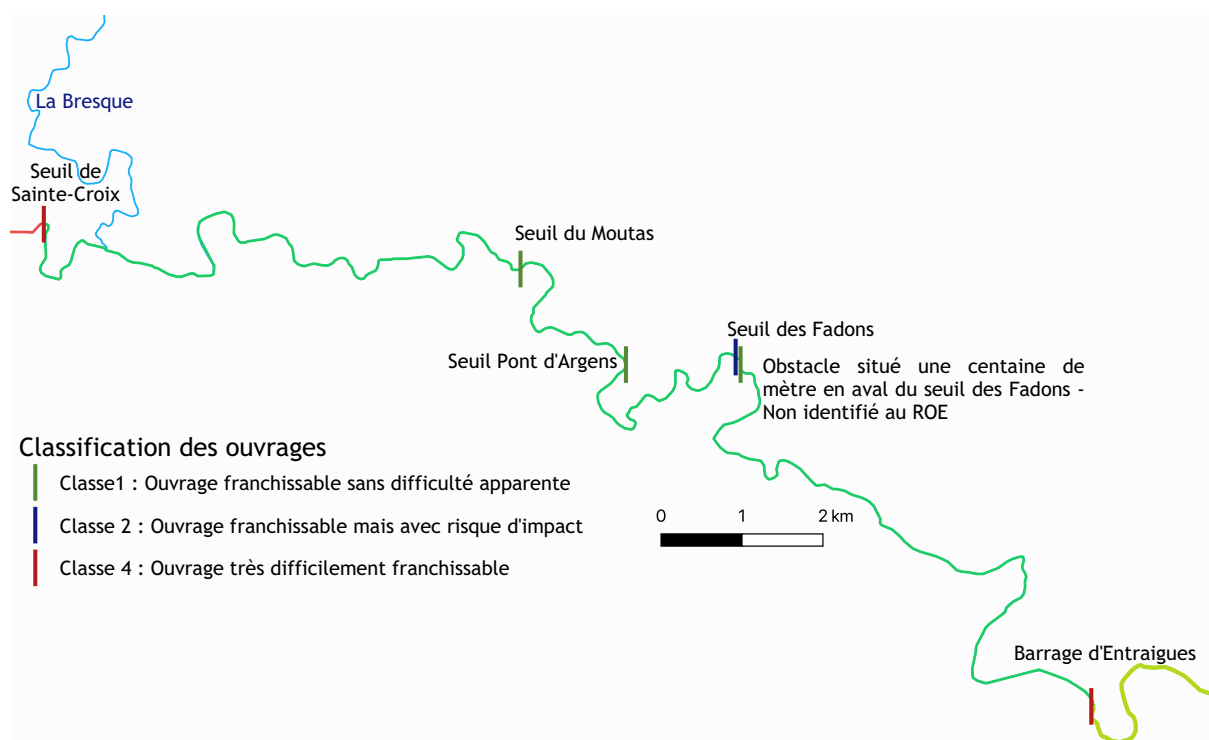 La Bresque
Seuil de
Sainte-Croix
Seuil du Moutas
Seuil Pont d'Argens
Seuil des Fadons
Obstacle situé une centaine de
mètre en aval du seuil des Fadons -
Non identifié au ROE
Classification des ouvrages
Classe1 : Ouvrage franchissable sans difficulté apparente
Classe 2 : Ouvrage franchissable mais avec risque d'impact
Classe 4 : Ouvrage très difficilement franchissable
0 1 2 km
Barrage d'Entraigues